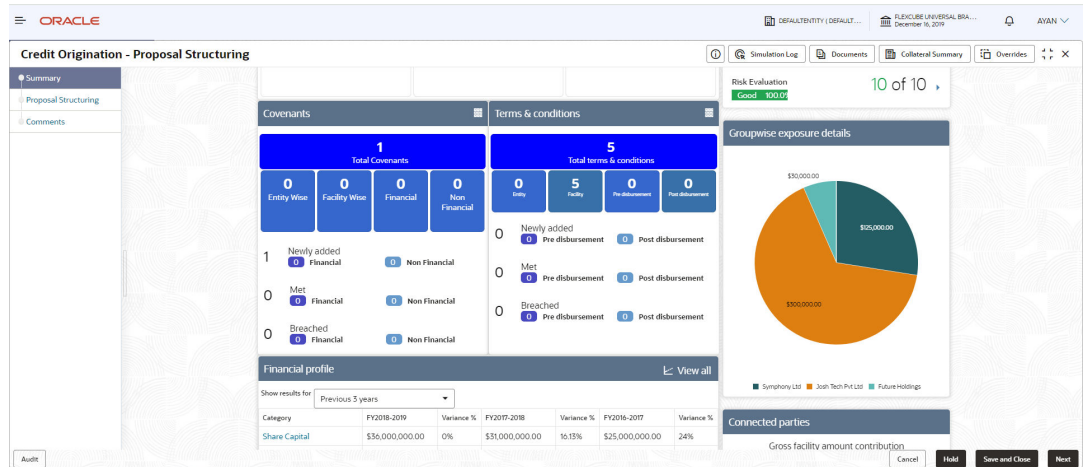 ORACLE
DEFAULTENTITY ( DEFAULT...
FLEXCUBE UNIVERSAL BRA...
December 16, 2019
AYAN
Credit Origination - Proposal Structuring
Simulation Log
Documents
Collateral Summary
Overrides
Summary
Proposal Structuring
Comments
Covenants
1
Total Covenants
0
Entity Wise
0
Facility Wise
0
Financial
0
Non
Financial
1
Newly added
0 Financial
0 Non Financial
0
Met
0 Financial
0 Non Financial
0
Breached
0 Financial
0 Non Financial
Terms & conditions
5
Total terms & conditions
0
Entity
5
Facility
0
Pre disbursement
0
Post disbursement
0
Newly added
0 Pre disbursement
0 Post disbursement
0
Met
0 Pre disbursement
0 Post disbursement
0
Breached
0 Pre disbursement
0 Post disbursement
Financial profile
View all
Show results for
Previous 3 years
Category FY2018-2019 Variance % FY2017-2018 Variance % FY2016-2017 Variance %
Share Capital $36,000,000.00 0% $31,000,000.00 16.13% $25,000,000.00 24%
Risk Evaluation
Good 100.0%
10 of 10
Groupwise exposure details
$30,000.00
$125,000.00
$300,000.00
Symphony Ltd Josh Tech Pvt Ltd Future Holdings
Connected parties
Gross facility amount contribution
Audit
Cancel
Hold
Save and Close
Next